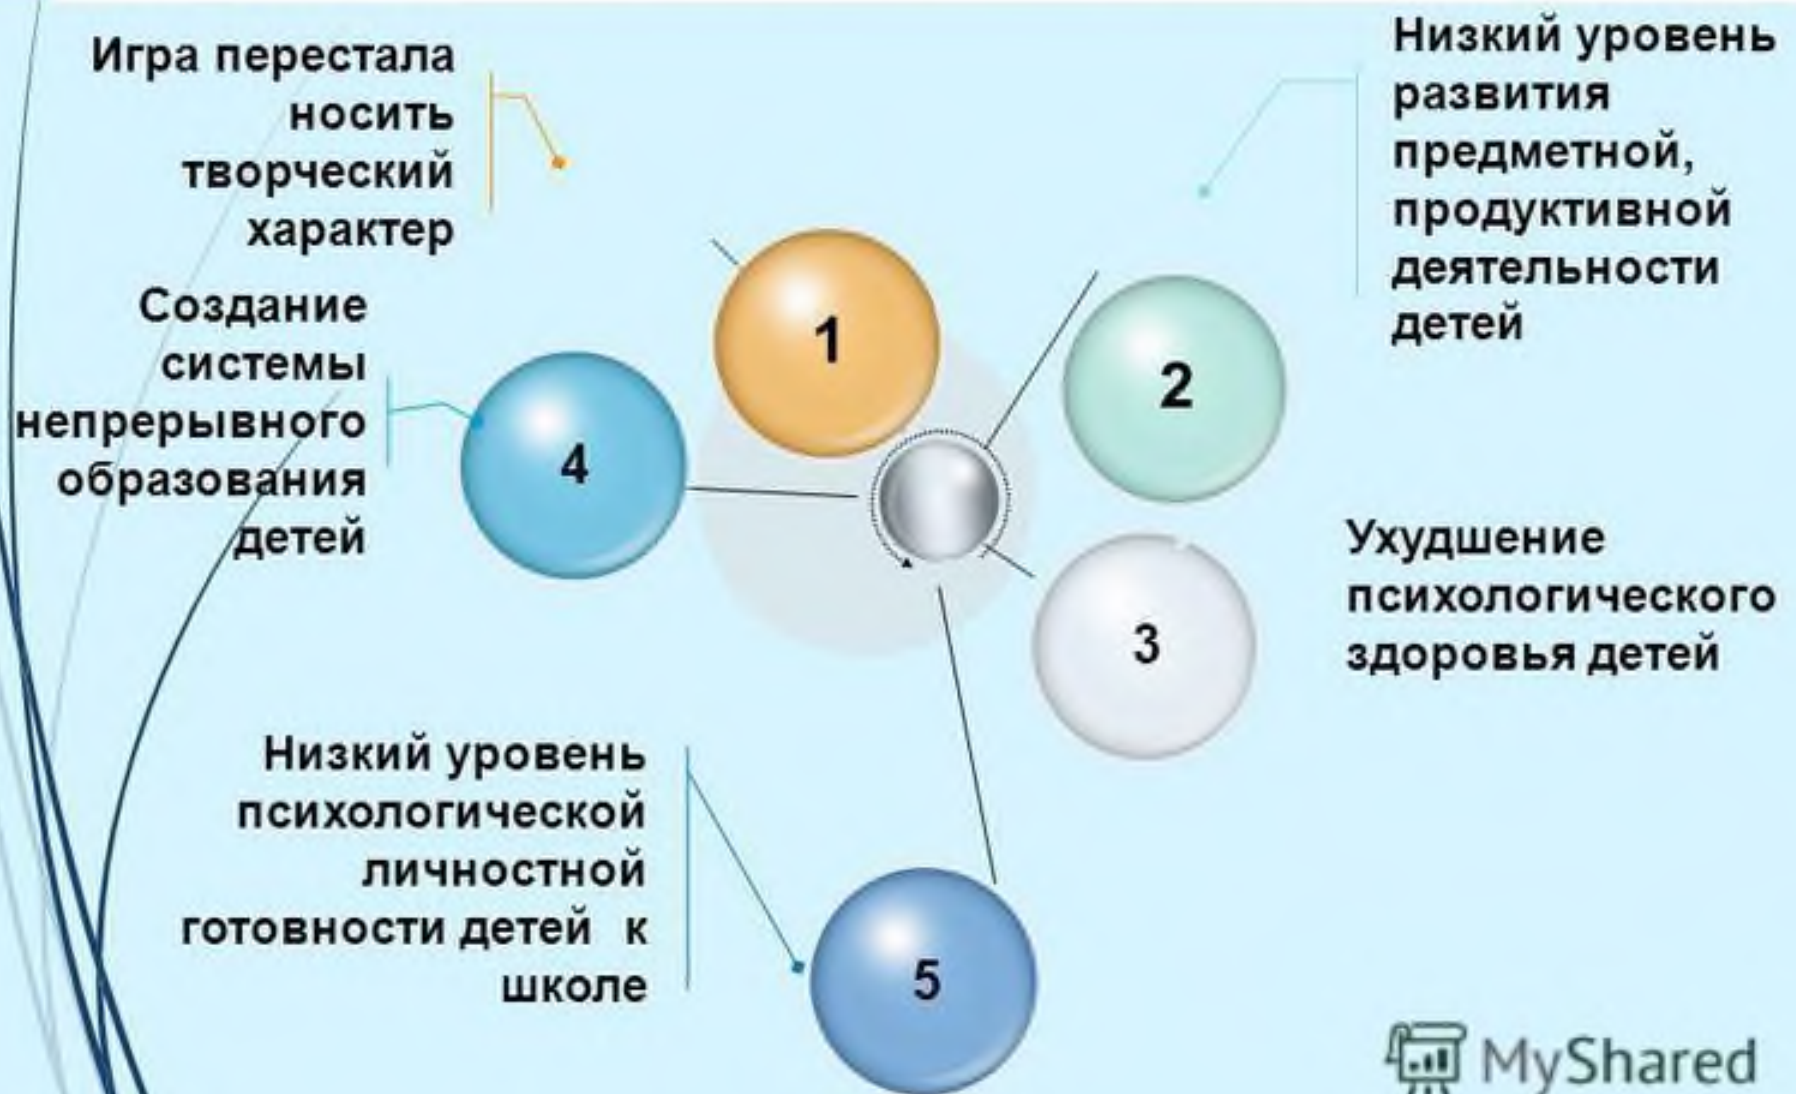 Игра перестала
носить
творческий
характер
Низкий уровень
развития
предметной,
продуктивной
деятельности
детей
Создание
системы
непрерывного
образования
детей
1
2
4
3
Ухудшение
психологического
здоровья детей
Низкий уровень
психологической
личностной
готовности детей к
школе
5
MyShared